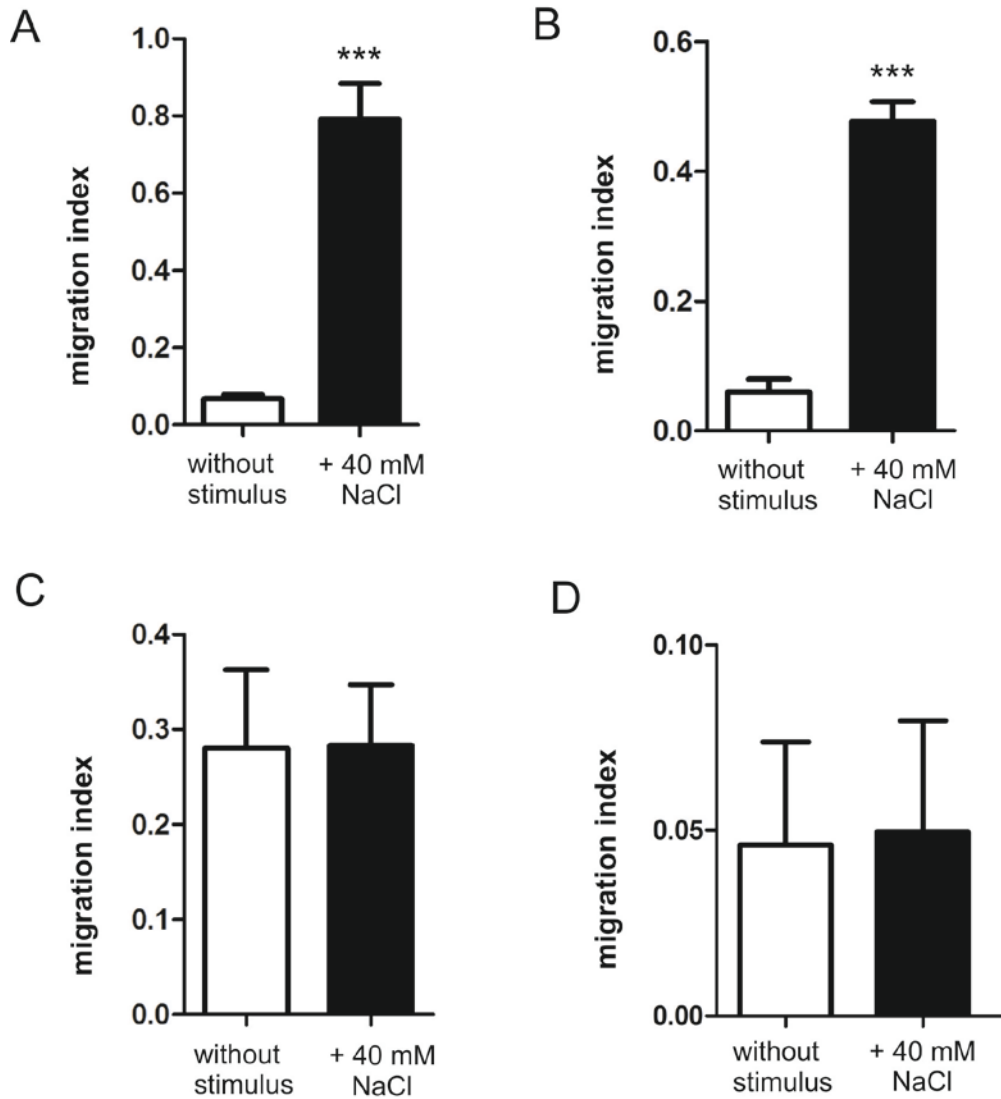 A
migration index
1.0
0.8
0.6
0.4
0.2
0.0
***
without
stimulus
+ 40 mM
NaCl
B
migration index
0.6
0.4
0.2
0.0
***
without
stimulus
+ 40 mM
NaCl
C
migration index
0.4
0.3
0.2
0.1
0.0
without
stimulus
+ 40 mM
NaCl
D
migration index
0.10
0.05
0.00
without
stimulus
+ 40 mM
NaCl